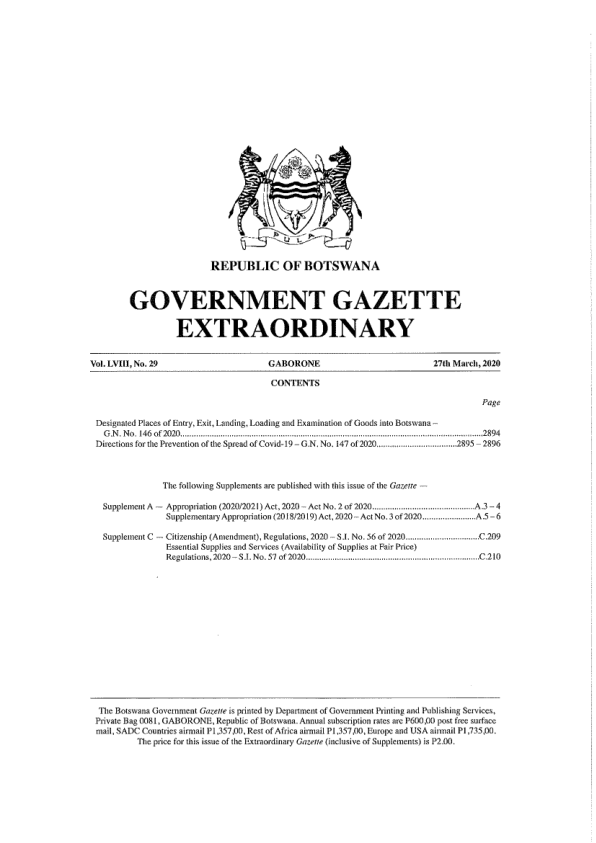 PULA
REPUBLIC OF BOTSWANA
GOVERNMENT GAZETTE
EXTRAORDINARY
Vol. LVIII, No. 29 GABORONE 27th March, 2020
CONTENTS
Page
Designated Places of Entry, Exit, Landing, Loading and Examination of Goods into Botswana –
G.N. No. 146 of 2020....................................................................................................2894
Directions for the Prevention of the Spread of Covid-19 – G.N. No. 147 of 2020...........................2895 – 2896
The following Supplements are published with this issue of the Gazette —
Supplement A — Appropriation (2020/2021) Act, 2020 – Act No. 2 of 2020...................................A.3 – 4
Supplementary Appropriation (2018/2019) Act, 2020 – Act No. 3 of 2020..................A.5 – 6
Supplement C — Citizenship (Amendment), Regulations, 2020 – S.I. No. 56 of 2020.........................C.209
Essential Supplies and Services (Availability of Supplies at Fair Price)
Regulations, 2020 – S.I. No. 57 of 2020..........................................................C.210
The Botswana Government Gazette is printed by Department of Government Printing and Publishing Services,
Private Bag 0081, GABORONE, Republic of Botswana. Annual subscription rates are P600,00 post free surface
mail, SADC Countries airmail P1,357,00, Rest of Africa airmail P1,357,00, Europe and USA airmail P1,735,00.
The price for this issue of the Extraordinary Gazette (inclusive of Supplements) is P2.00.